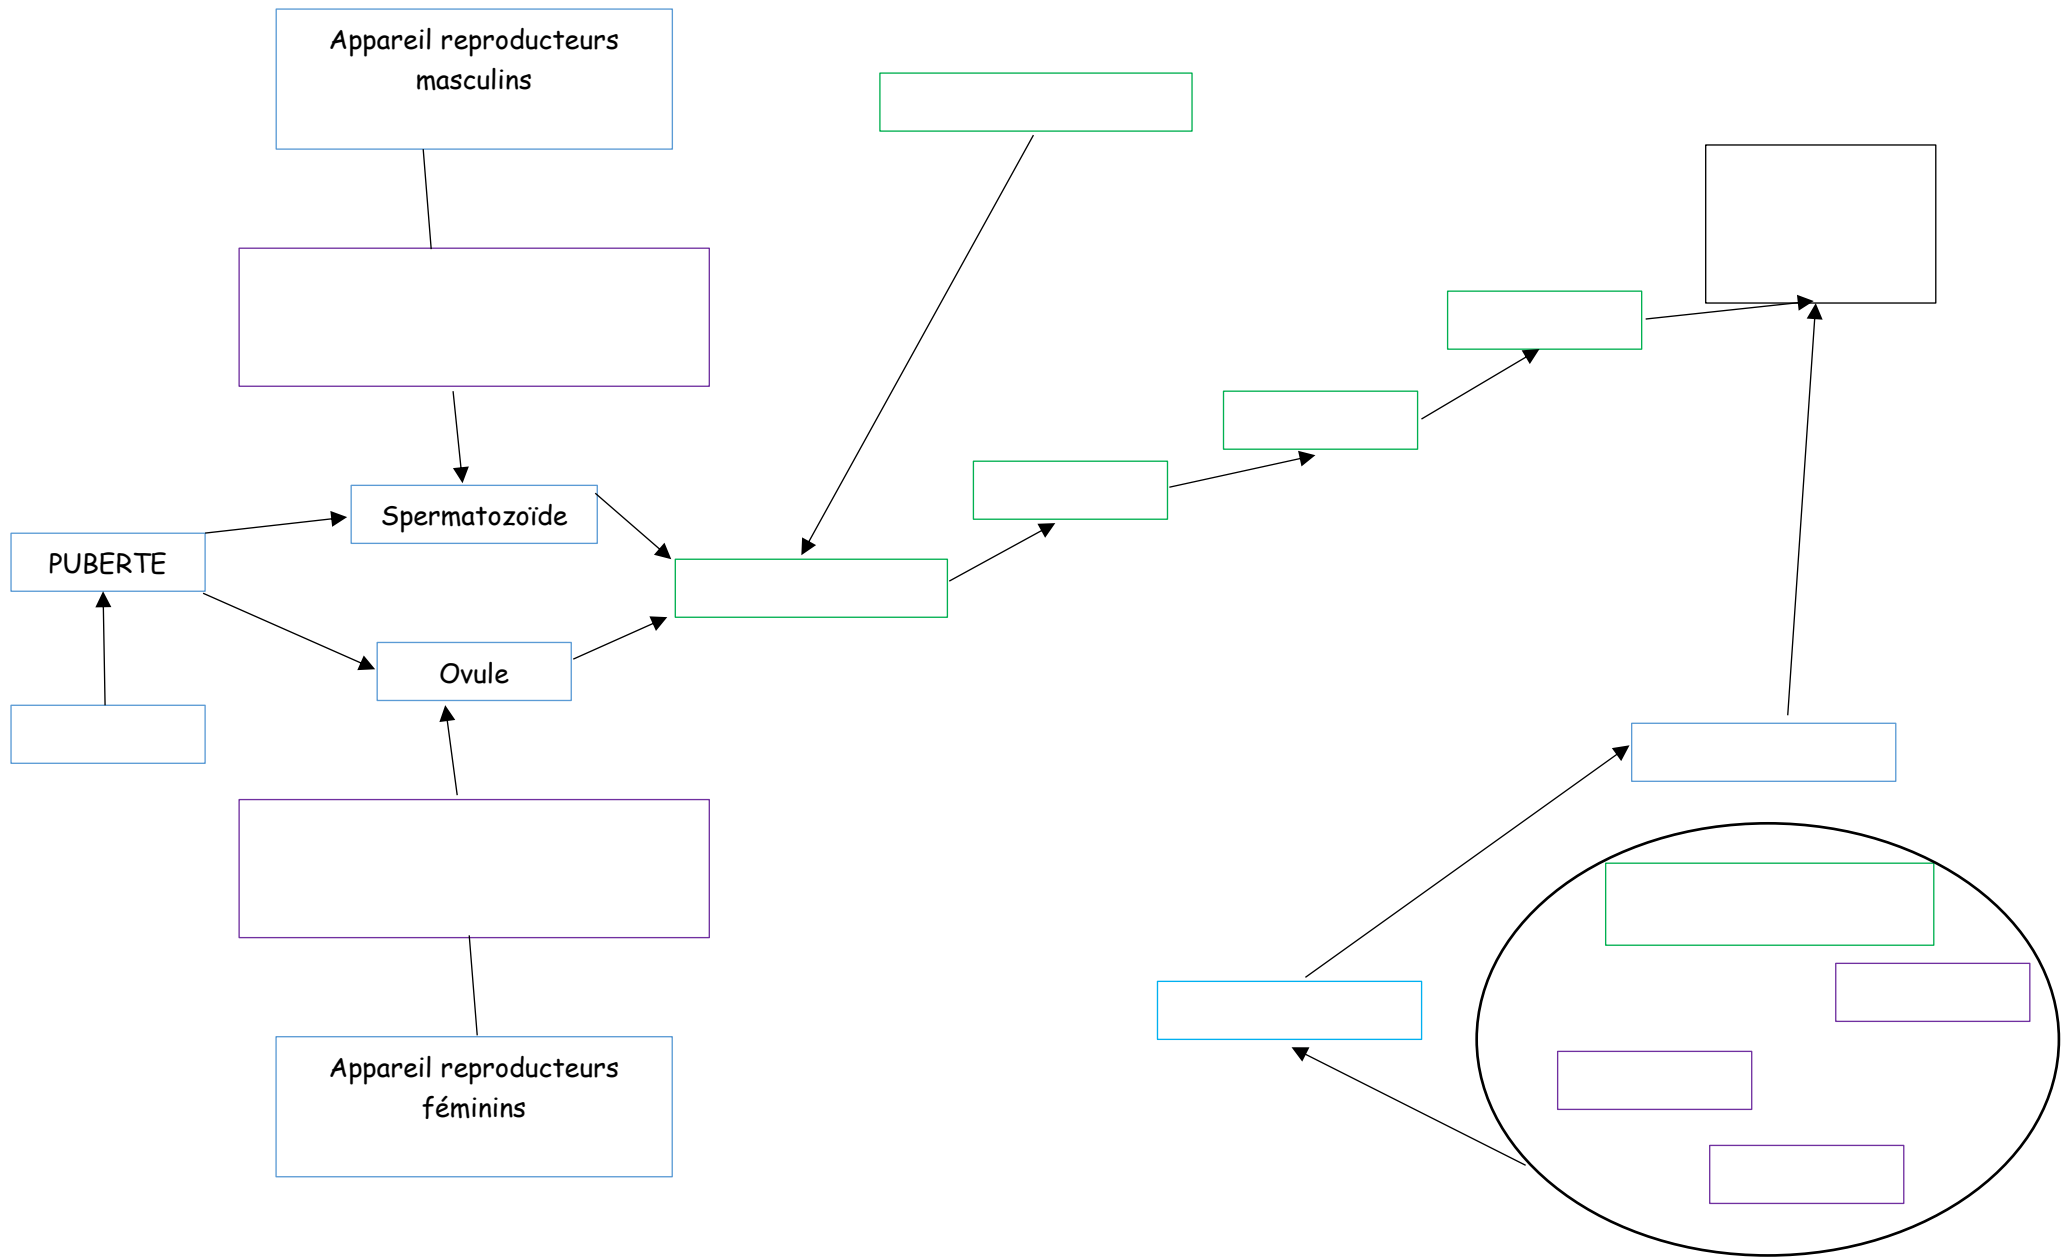 Appareil reproducteurs
masculins
Spermatozoïde
PUBERTE
Ovule
Appareil reproducteurs
féminins